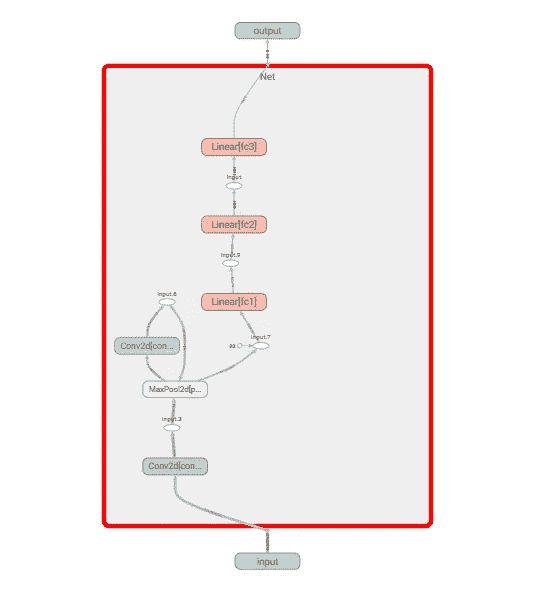 output
Net
Linear[fc3]
input
Linear[fc2]
input.9
Linear[fc1]
input.6
input.7
Conv2d[con...
MaxPool2d[p...
input.3
Conv2d[con...
input